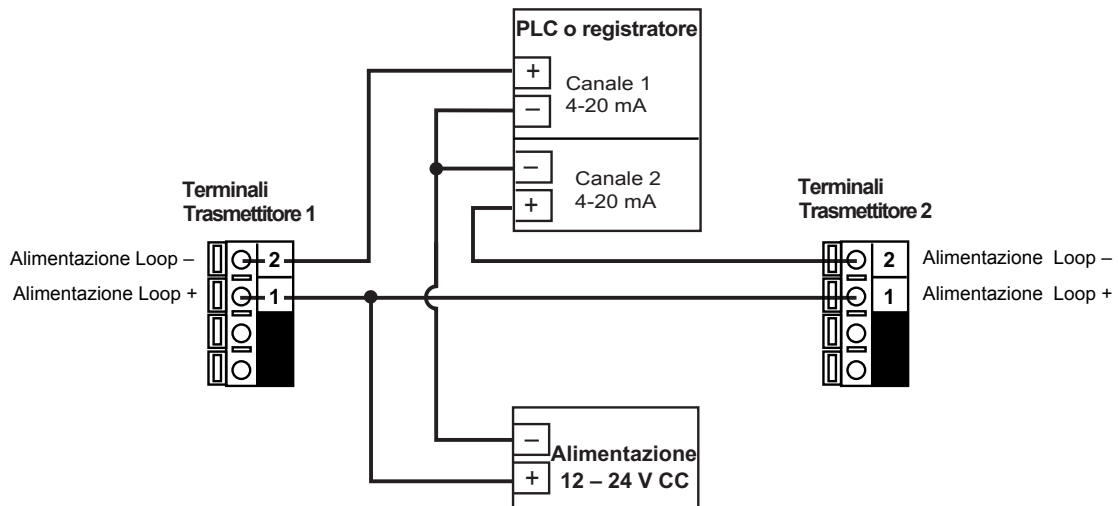 PLC o registratore
+
Canale 1
4-20 mA
–
–
Canale 2
4-20 mA
+
Terminali
Trasmettitore 1
Alimentazione Loop –
2
Alimentazione Loop +
1
Terminali
Trasmettitore 2
2
Alimentazione Loop –
1
Alimentazione Loop +
–
Alimentazione
+
12 – 24 V CC